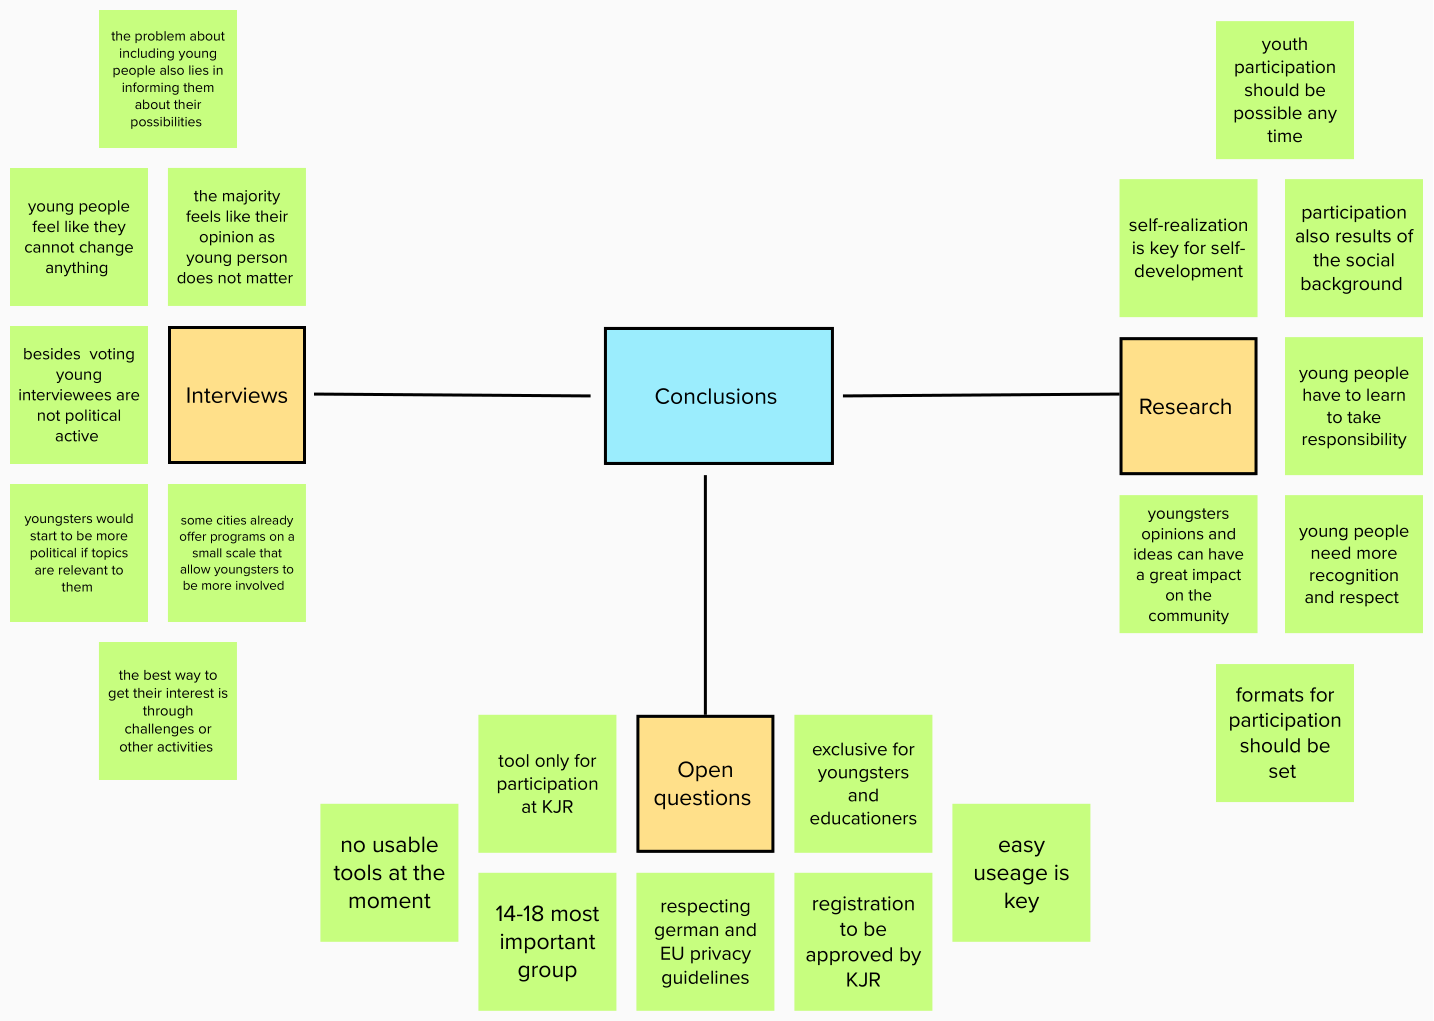 the problem about
including young
people also lies in
informing them
about their
possibilities
young people
feel like they
cannot change
anything
the majority
feels like their
opinion as
young person
does not matter
besides  voting
young
interviewees are
not political
active
Interviews
youngsters would
start to be more
political if topics
are relevant to
them
some cities already
offer programs on a
small scale that
allow youngsters to
be more involved
the best way to
get their interest is
through
challenges or
other activities
Conclusions
youth
participation
should be
possible any
time
self-realization
is key for self-
development
participation
also results of
the social
background
Research
young people
have to learn
to take
responsibility
youngsters
opinions and
ideas can have
a great impact
on the
community
young people
need more
recognition
and respect
formats for
participation
should be
set
tool only for
participation
at KJR
Open
questions
exclusive for
youngsters
and
educationers
no usable
tools at the
moment
14-18 most
important
group
respecting
german and
EU privacy
guidelines
registration
to be
approved by
KJR
easy
useage is
key